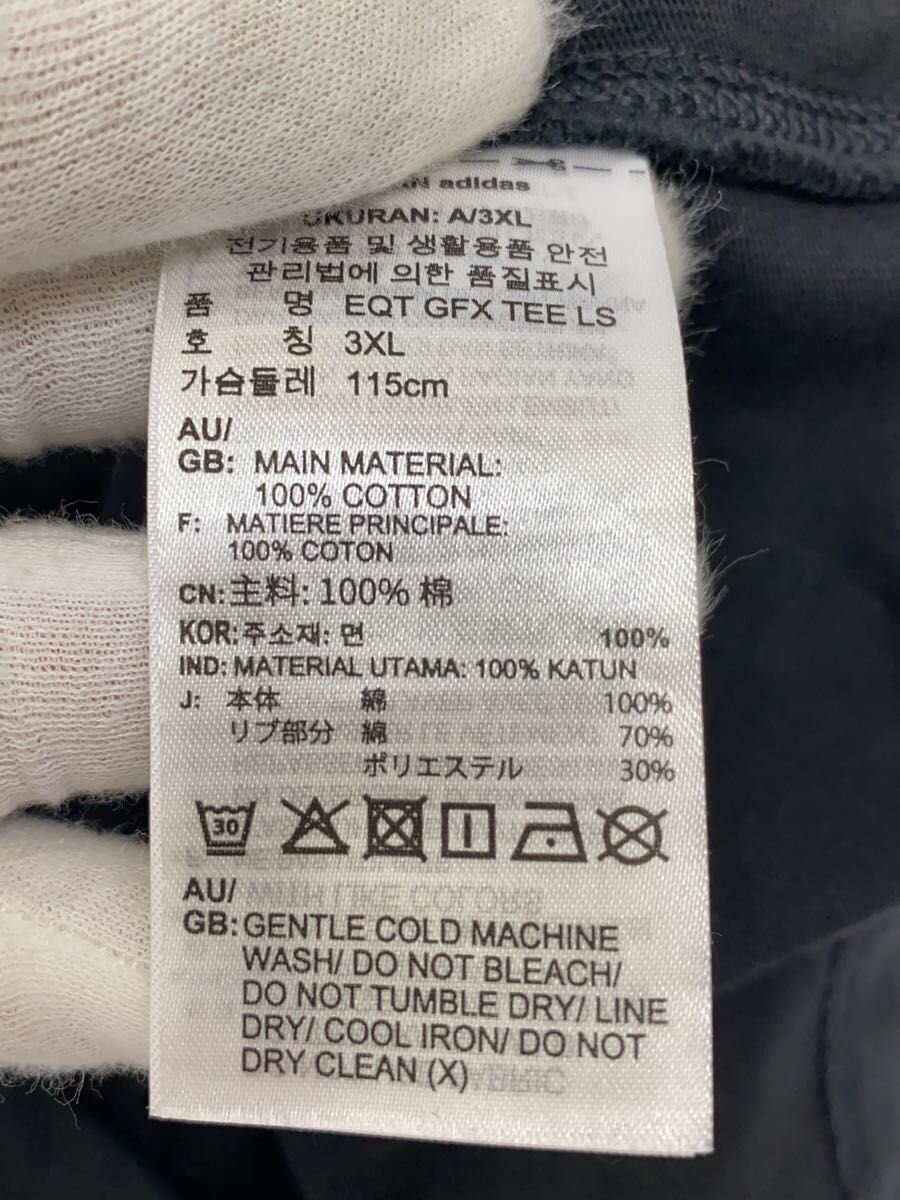 adidas
UKURAN: A/3XL
전기용품 및 생활용품 안전
관리법에 의한 품질표시
품 명 EQT GFX TEE LS
호 칭 3XL
가슴둘레 115cm
AU/
GB: MAIN MATERIAL:
100% COTTON
F: MATIERE PRINCIPALE:
100% COTON
CN: 主料: 100% 棉
KOR: 주소재: 면 100%
IND: MATERIAL UTAMA: 100% KATUN
J: 本体 綿 100%
リブ部分 綿 70%
ポリエステル 30%
30
AU/
GB: GENTLE COLD MACHINE
WASH/ DO NOT BLEACH/
DO NOT TUMBLE DRY/ LINE
DRY/ COOL IRON/ DO NOT
DRY CLEAN (X)